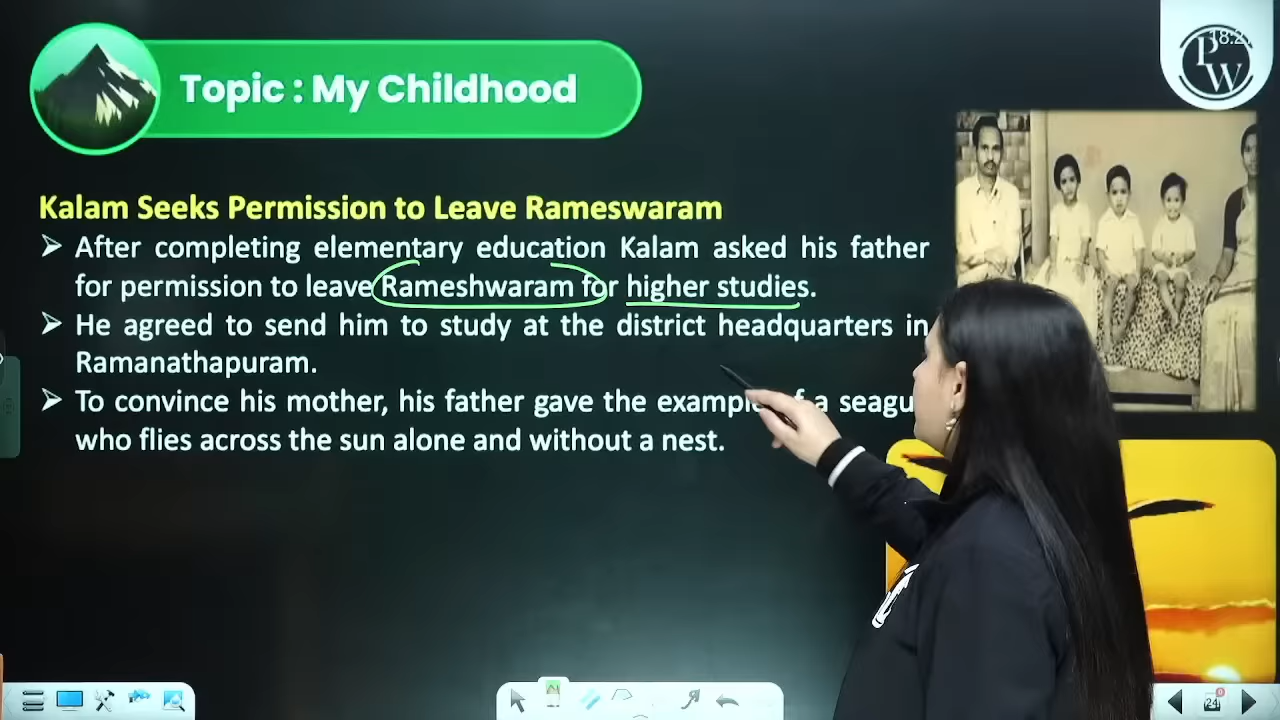 Topic : My Childhood
PW
Kalam Seeks Permission to Leave Rameswaram
➢ After completing elementary education Kalam asked his father
for permission to leave Rameshwaram for higher studies.
➢ He agreed to send him to study at the district headquarters in
Ramanathapuram.
➢ To convince his mother, his father gave the example of a
who flies across the sun alone and without a nest.
24